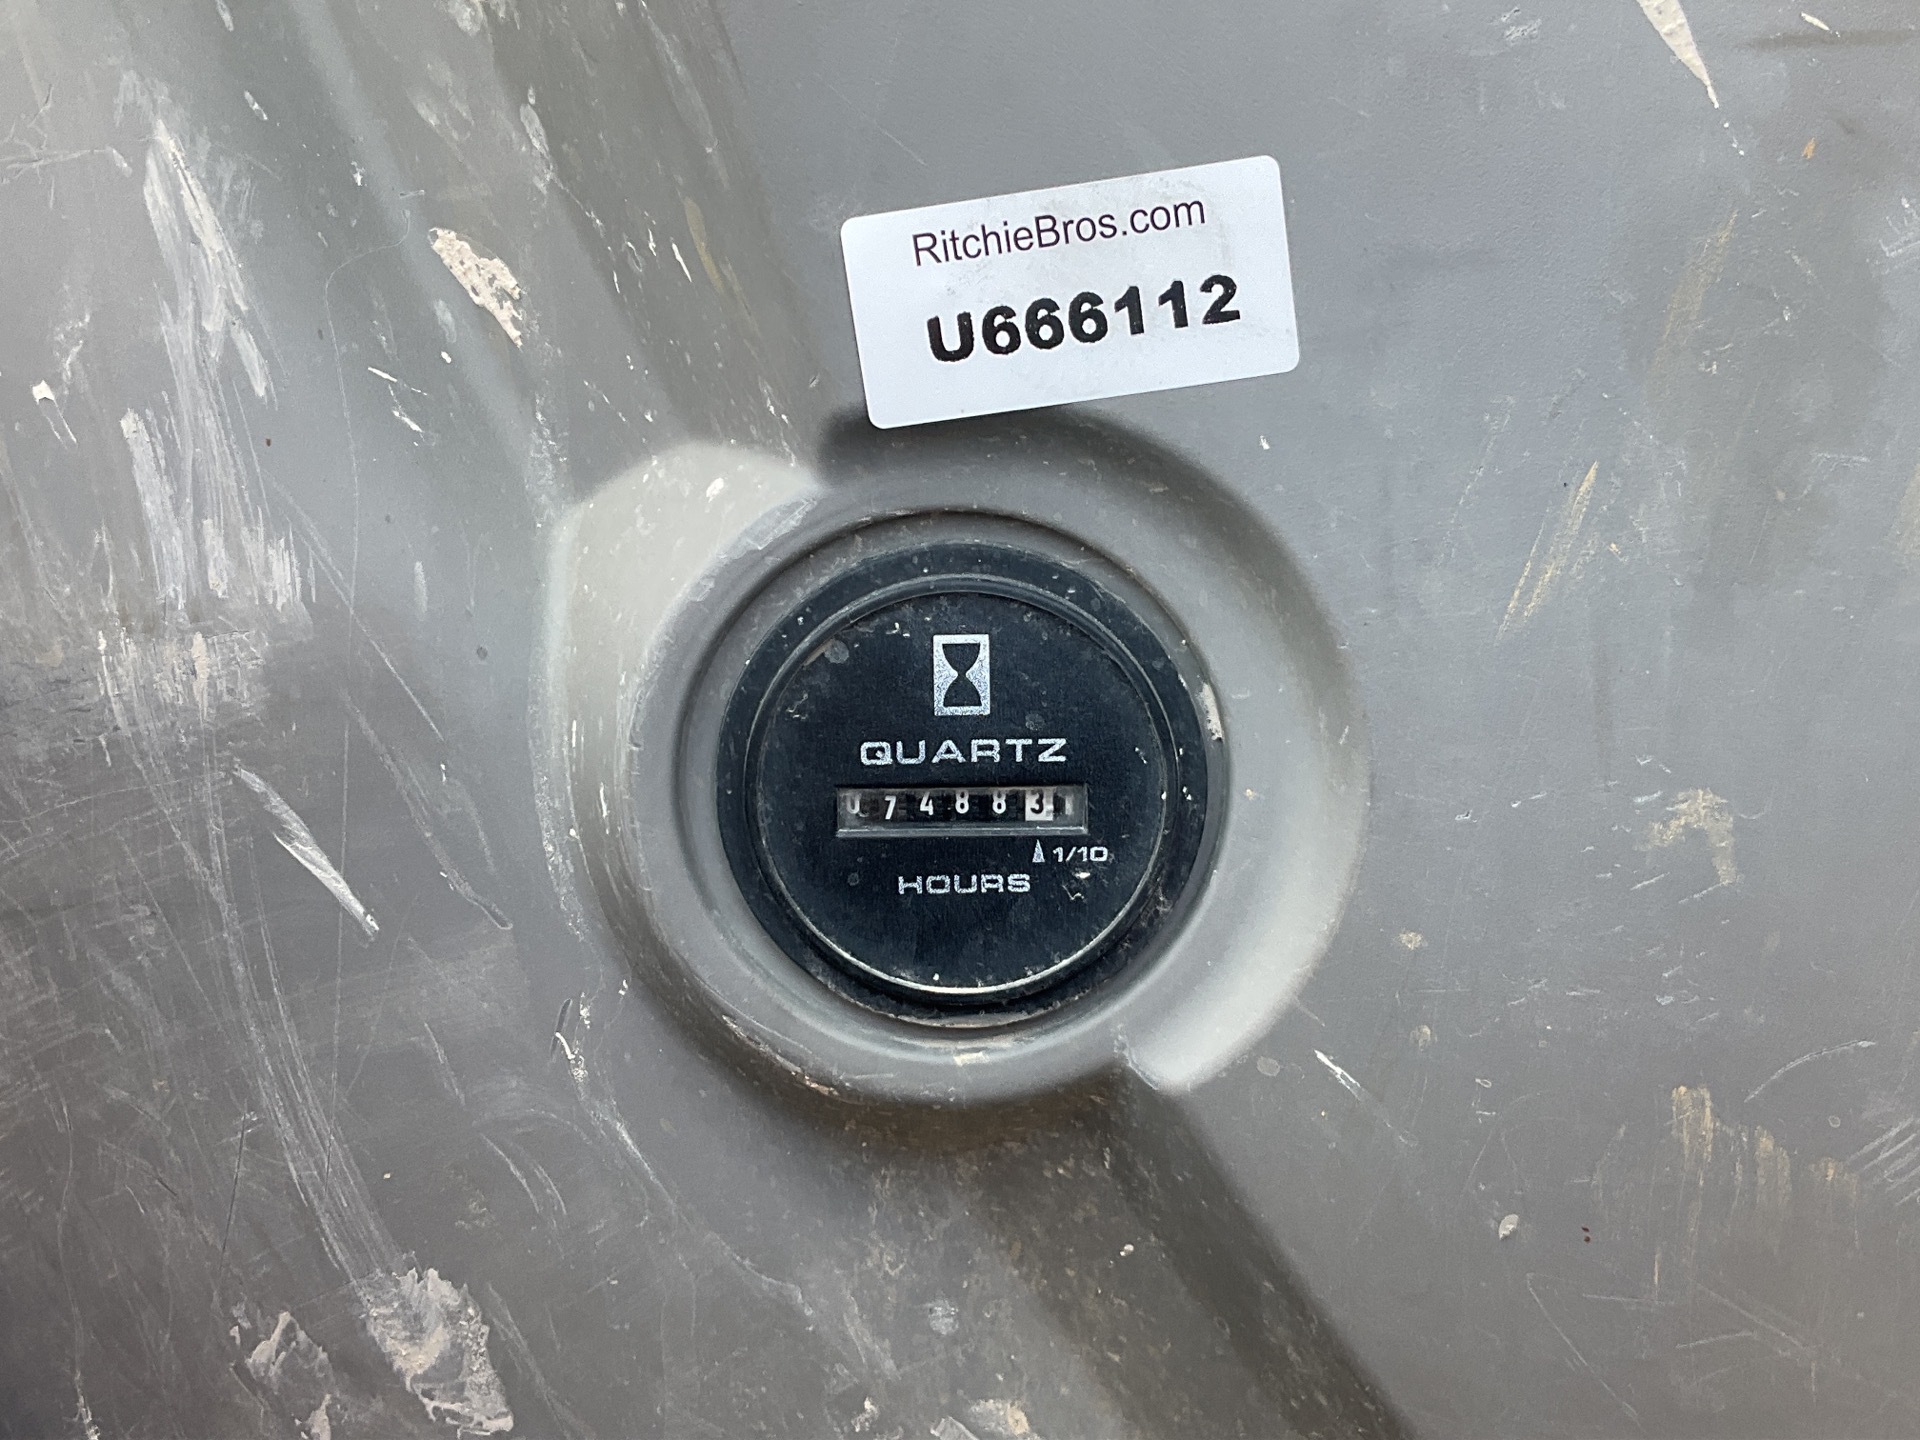 RitchieBros.com
U666112
QUARTZ
074883
1/10
HOURS